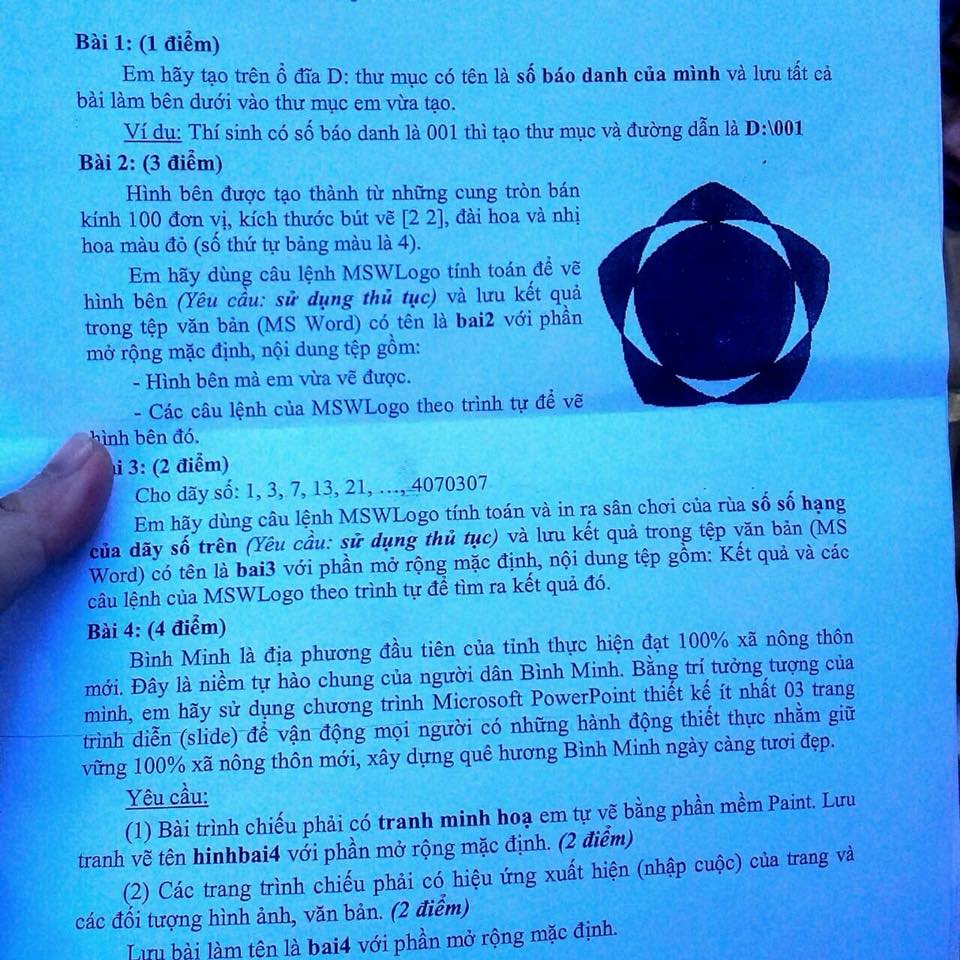 Bài 1: (1 điểm)
Em hãy tạo trên ổ đĩa D: thư mục có tên là số báo danh của mình và lưu tất cả
bài làm bên dưới vào thư mục em vừa tạo.
Ví dụ: Thí sinh có số báo danh là 001 thì tạo thư mục và đường dẫn là D:\001
Bài 2: (3 điểm)
Hình bên được tạo thành từ những cung tròn bán
kính 100 đơn vị, kích thước bút vẽ [2 2], đài hoa và nhị
hoa màu đỏ (số thứ tự bảng màu là 4).
Em hãy dùng câu lệnh MSWLogo tính toán để vẽ
hình bên (Yêu cầu: sử dụng thủ tục) và lưu kết quả
trong tệp văn bản (MS Word) có tên là bai2 với phần
mở rộng mặc định, nội dung tệp gồm:
- Hình bên mà em vừa vẽ được.
- Các câu lệnh của MSWLogo theo trình tự để vẽ
hình bên đó.
i 3: (2 điểm)
Cho dãy số: 1, 3, 7, 13, 21, …, 4070307
Em hãy dùng câu lệnh MSWLogo tính toán và in ra sân chơi của rùa số số hạng
của dãy số trên (Yêu cầu: sử dụng thủ tục) và lưu kết quả trong tệp văn bản (MS
Word) có tên là bai3 với phần mở rộng mặc định, nội dung tệp gồm: Kết quả và các
câu lệnh của MSWLogo theo trình tự để tìm ra kết quả đó.
Bài 4: (4 điểm)
Bình Minh là địa phương đầu tiên của tỉnh thực hiện đạt 100% xã nông thôn
mới. Đây là niềm tự hào chung của người dân Bình Minh. Bằng trí tưởng tượng của
mình, em hãy sử dụng chương trình Microsoft PowerPoint thiết kế ít nhất 03 trang
trình diễn (slide) để vận động mọi người có những hành động thiết thực nhằm giữ
vững 100% xã nông thôn mới, xây dựng quê hương Bình Minh ngày càng tươi đẹp.
Yêu cầu:
(1) Bài trình chiếu phải có tranh minh hoạ em tự vẽ bằng phần mềm Paint. Lưu
tranh vẽ tên hinhbai4 với phần mở rộng mặc định. (2 điểm)
(2) Các trang trình chiếu phải có hiệu ứng xuất hiện (nhập cuộc) của trang và
các đối tượng hình ảnh, văn bản. (2 điểm)
Lưu bài làm tên là bai4 với phần mở rộng mặc định.